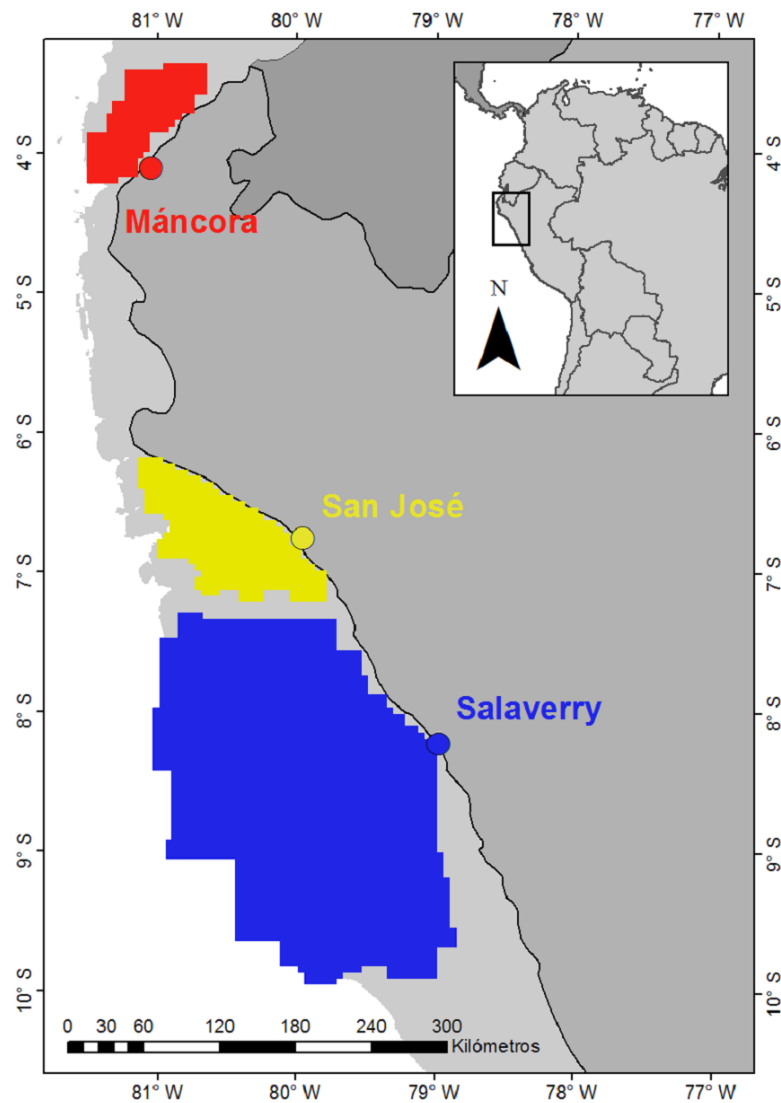 81° W 80° W 79° W 78° W 77° W
4° S 4° S
Máncora
N
5° S 5° S
6° S 6° S
San José
7° S 7° S
Salaverry
8° S 8° S
9° S 9° S
10° S 10° S
0 30 60 120 180 240 300
Kilómetros
81° W 80° W 79° W 78° W 77° W